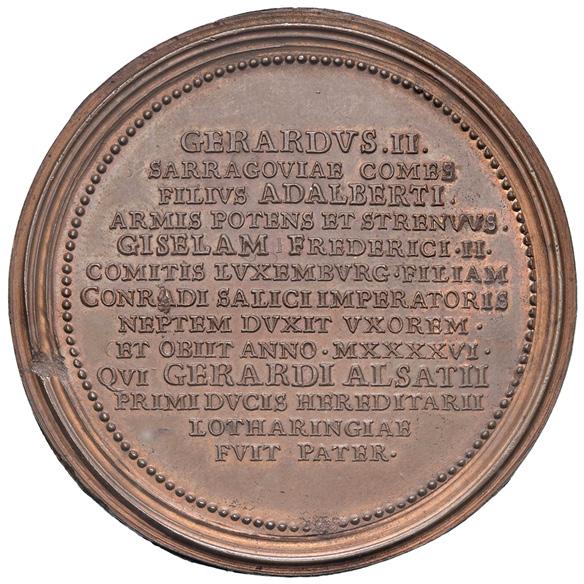 GERARDVS.II.
SARRAGOVIAE COMES
FILIVS ADALBERTI.
ARMIS POTENS ET STRENVVS.
GISELAM FREDERICI.II.
COMITIS LVXEMBVRG.FILIAM
CONRADI SALICI IMPERATORIS
NEPTEM DVXIT VXOREM.
ET OBIIT ANNO.MXXXXVI.
QVI GERARDI ALSATII
PRIMI DVCIS HEREDITARII
LOTHARINGIAE
FVIT PATER.